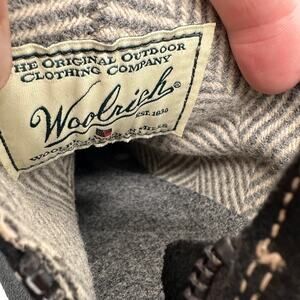 THE ORIGINAL OUTDOOR
CLOTHING COMPANY
Woolrich®
EST. 1830